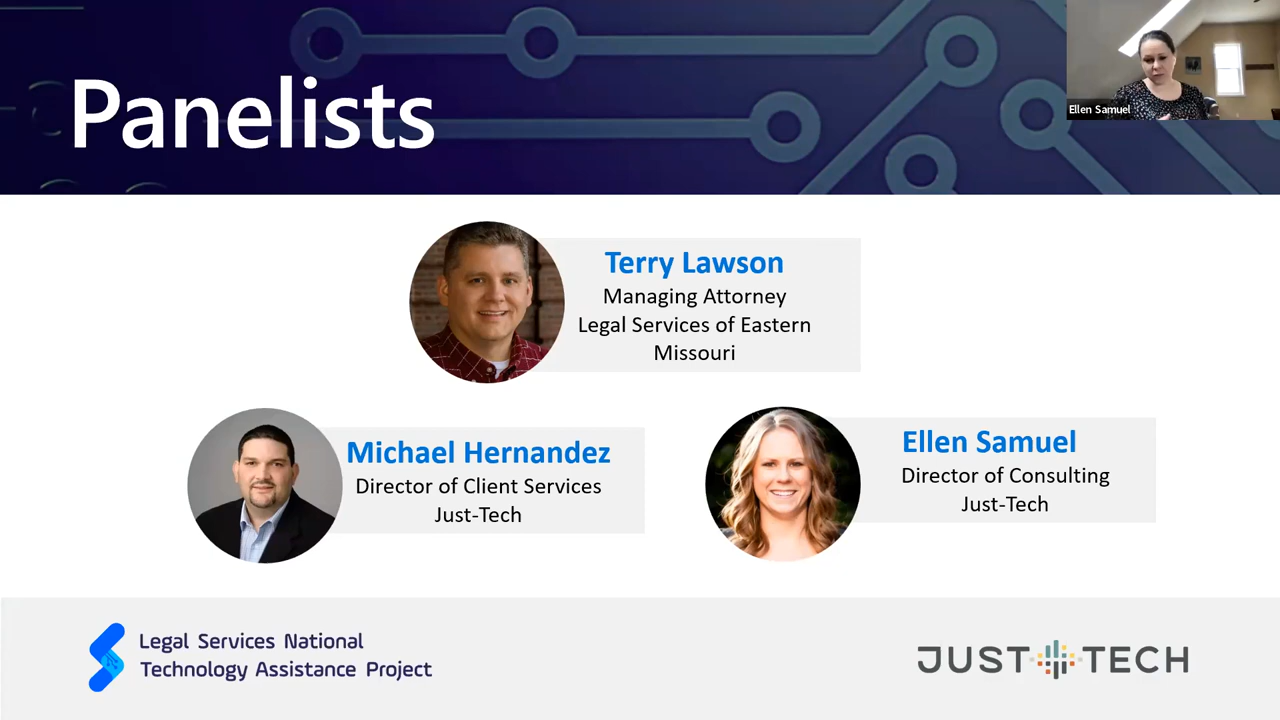 Panelists
Ellen Samuel
Terry Lawson
Managing Attorney
Legal Services of Eastern
Missouri
Michael Hernandez
Director of Client Services
Just-Tech
Ellen Samuel
Director of Consulting
Just-Tech
Legal Services National
Technology Assistance Project
JUST TECH